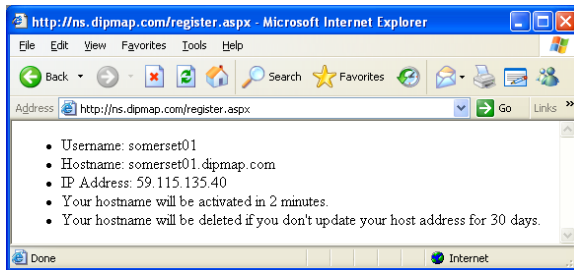 http://ns.dipmap.com/register.aspx - Microsoft Internet Explorer
File Edit View Favorites Tools Help
Back Search Favorites
Address http://ns.dipmap.com/register.aspx Go Links »
• Username: somerset01
• Hostname: somerset01.dipmap.com
• IP Address: 59.115.135.40
• Your hostname will be activated in 2 minutes.
• Your hostname will be deleted if you don't update your host address for 30 days.
Done Internet